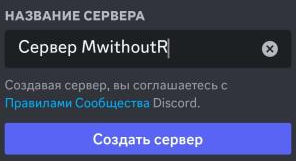 НАЗВАНИЕ СЕРВЕРА
Сервер MwithoutR
Создавая сервер, вы соглашаетесь с
Правилами Сообщества Discord.
Создать сервер